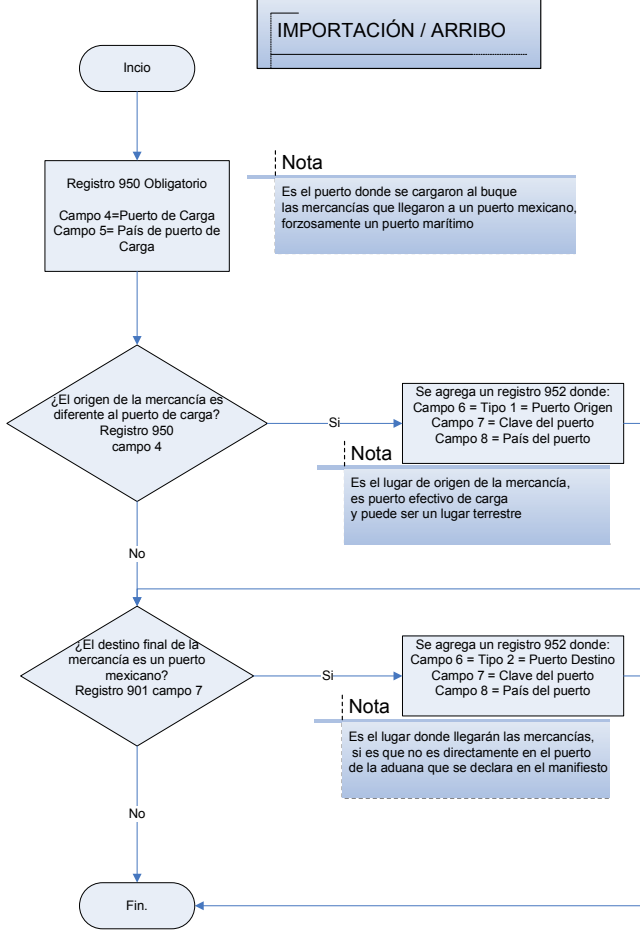 IMPORTACIÓN / ARRIBO
Incio
Registro 950 Obligatorio
Campo 4=Puerto de Carga
Campo 5= País de puerto de
Carga
Nota
Es el puerto donde se cargaron al buque
las mercancías que llegaron a un puerto mexicano,
forzosamente un puerto marítimo
¿El origen de la mercancía es
diferente al puerto de carga?
Registro 950
campo 4
Si
Se agrega un registro 952 donde:
Campo 6 = Tipo 1 = Puerto Origen
Campo 7 = Clave del puerto
Campo 8 = País del puerto
Nota
Es el lugar de origen de la mercancía,
es puerto efectivo de carga
y puede ser un lugar terrestre
No
¿El destino final de la
mercancía es un puerto
mexicano?
Registro 901 campo 7
Si
Se agrega un registro 952 donde:
Campo 6 = Tipo 2 = Puerto Destino
Campo 7 = Clave del puerto
Campo 8 = País del puerto
Nota
Es el lugar donde llegarán las mercancías,
si es que no es directamente en el puerto
de la aduana que se declara en el manifiesto
No
Fin.